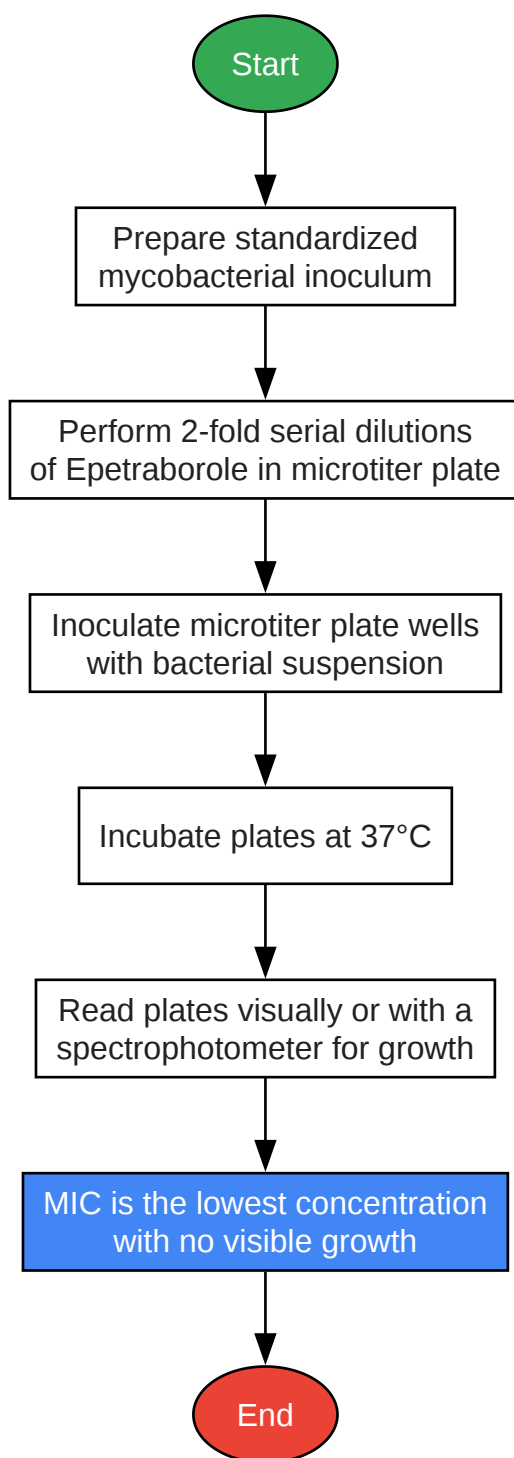 Start
Prepare standardized
mycobacterial inoculum
Perform 2-fold serial dilutions
of Epetraborole in microtiter plate
Inoculate microtiter plate wells
with bacterial suspension
Incubate plates at 37°C
Read plates visually or with a
spectrophotometer for growth
MIC is the lowest concentration
with no visible growth
End